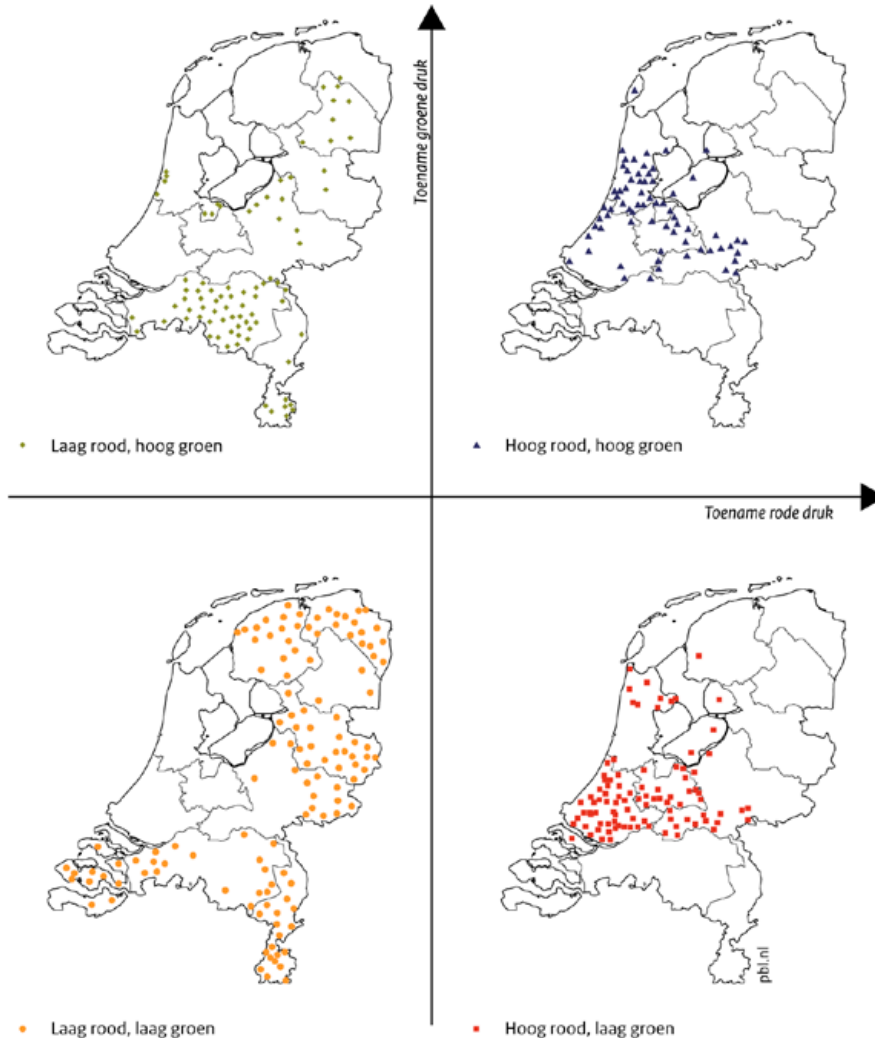 Toename groene druk
Laag rood, hoog groen
Hoog rood, hoog groen
Toename rode druk
Laag rood, laag groen
Hoog rood, laag groen
pbl.nl